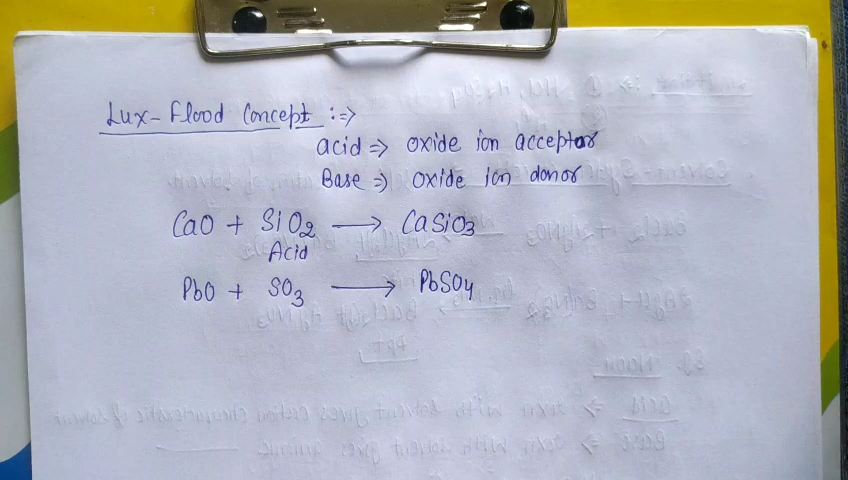 Lux-Flood Concept :⇒
acid ⇒ oxide ion acceptor
Base ⇒ oxide ion donor
CaO + SiO₂ ⟶ CaSiO₃
Acid
PbO + SO₃ ⟶ PbSO₄